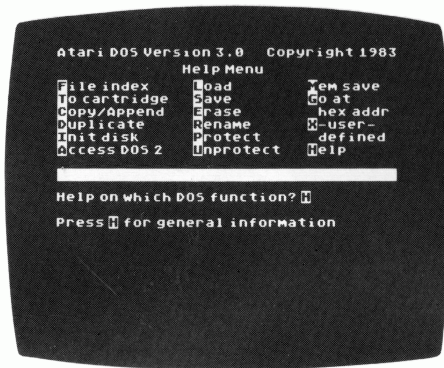 Atari DOS Version 3.0 Copyright 1983
Help Menu
File index Load Mem save
To cartridge Save Go at
Copy/Append Erase hex addr
Duplicate Rename X-user-
Init disk Protect defined
Access DOS 2 Unprotect Help
Help on which DOS function? H
Press H for general information